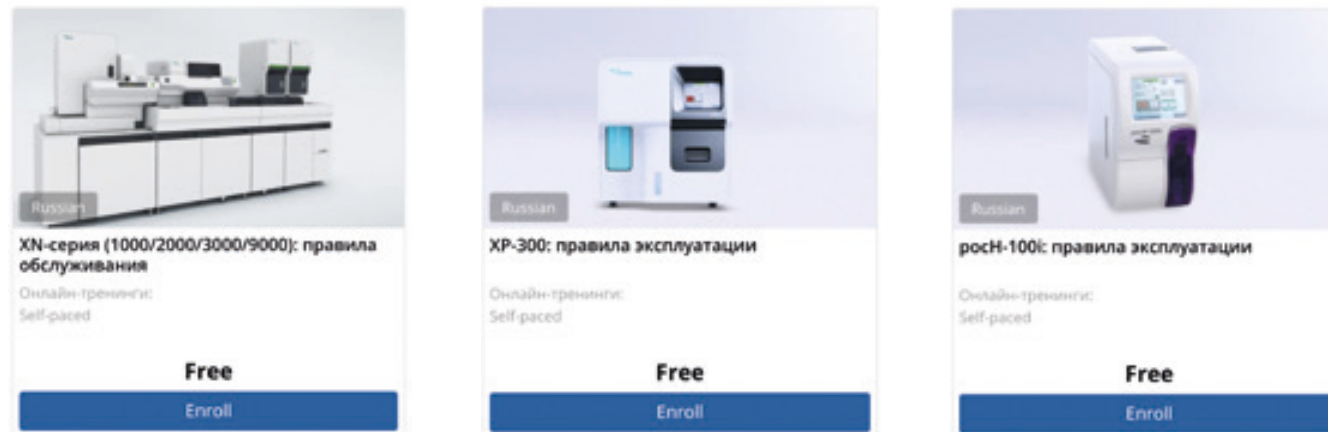 Russian
XN-серия (1000/2000/3000/9000): правила
обслуживания
Онлайн-тренинги:
Self-paced
Free
Enroll
Russian
XP-300: правила эксплуатации
Онлайн-тренинги:
Self-paced
Free
Enroll
Russian
pocH-100i: правила эксплуатации
Онлайн-тренинги:
Self-paced
Free
Enroll